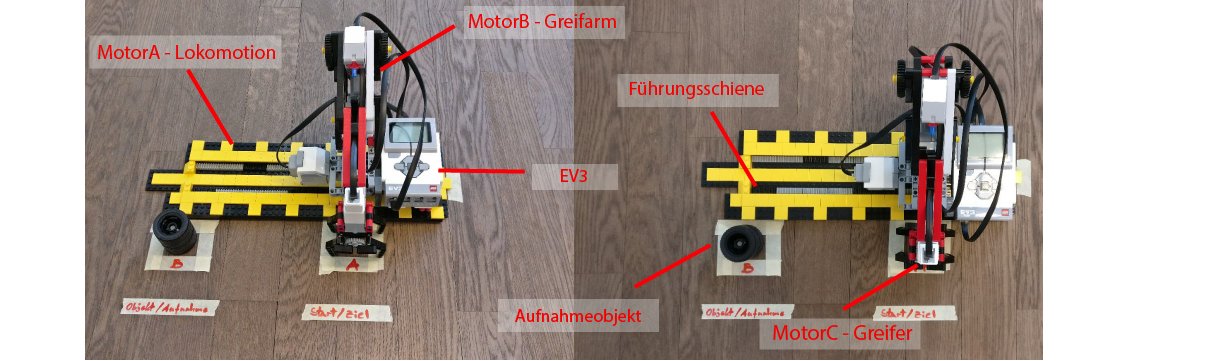 MotorB - Greifarm
MotorA - Lokomotion
Führungsschiene
EV3
B
A
B
Objekt/Aufnahme
Start/Ziel
Aufnahmeobjekt
Objekt/Aufnahme
Start/Ziel
MotorC - Greifer